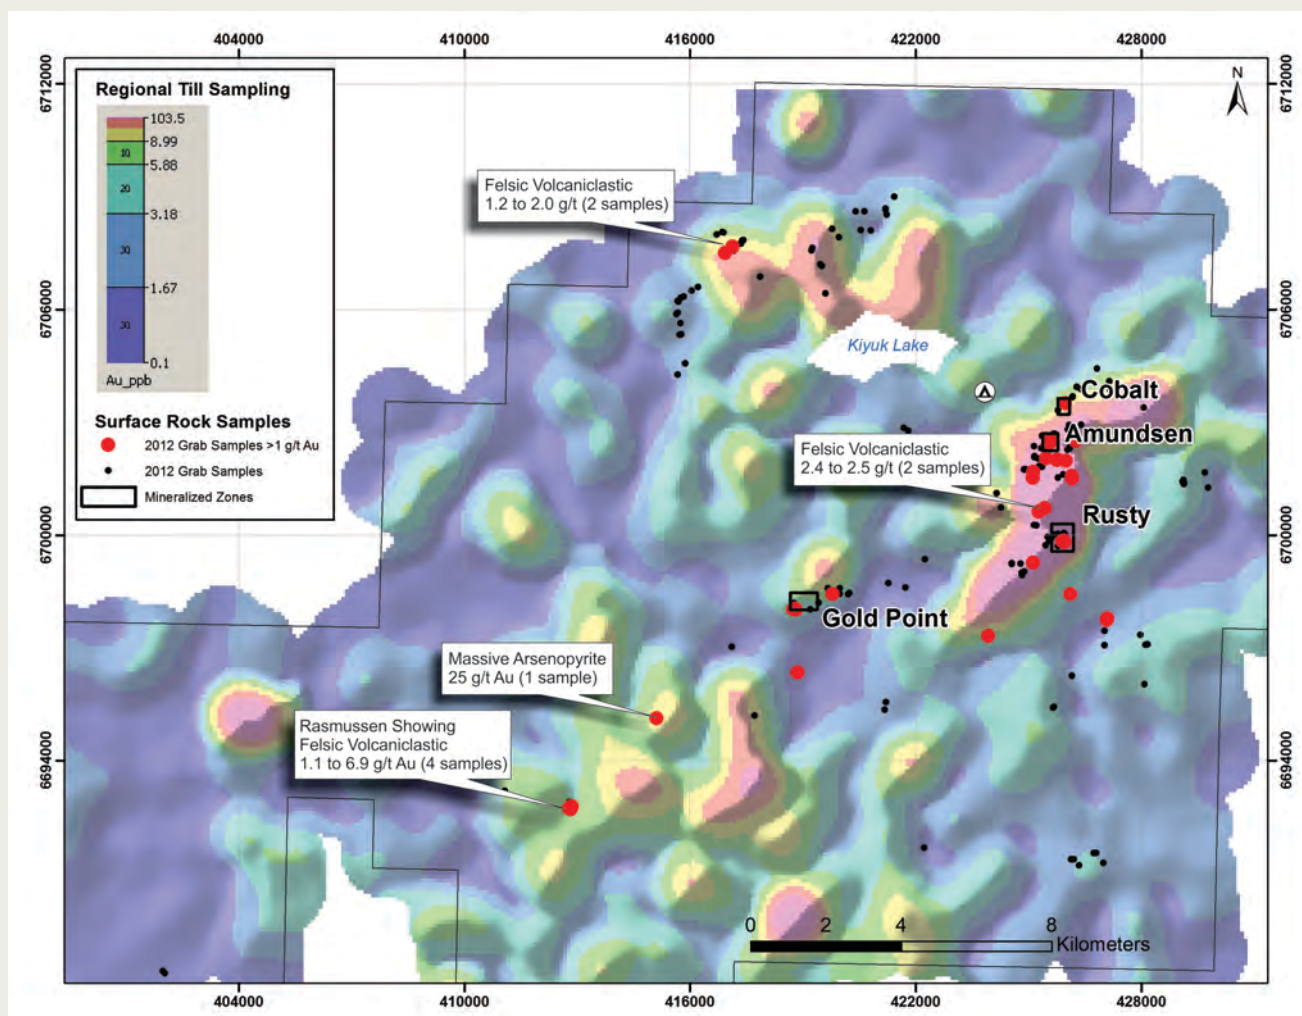 404000
410000
416000
422000
428000
6712000
6712000
Regional Till Sampling
103.5
8.99
10
5.88
20
3.18
30
1.67
30
0.1
Au_ppb
Surface Rock Samples
2012 Grab Samples >1 g/t Au
2012 Grab Samples
Mineralized Zones
N
Felsic Volcaniclastic
1.2 to 2.0 g/t (2 samples)
6706000
6706000
Kiyuk Lake
Cobalt
Amundsen
Felsic Volcaniclastic
2.4 to 2.5 g/t (2 samples)
Rusty
6700000
6700000
Gold Point
Massive Arsenopyrite
25 g/t Au (1 sample)
Rasmussen Showing
Felsic Volcaniclastic
1.1 to 6.9 g/t Au (4 samples)
6694000
6694000
0 2 4 8
Kilometers
404000
410000
416000
422000
428000